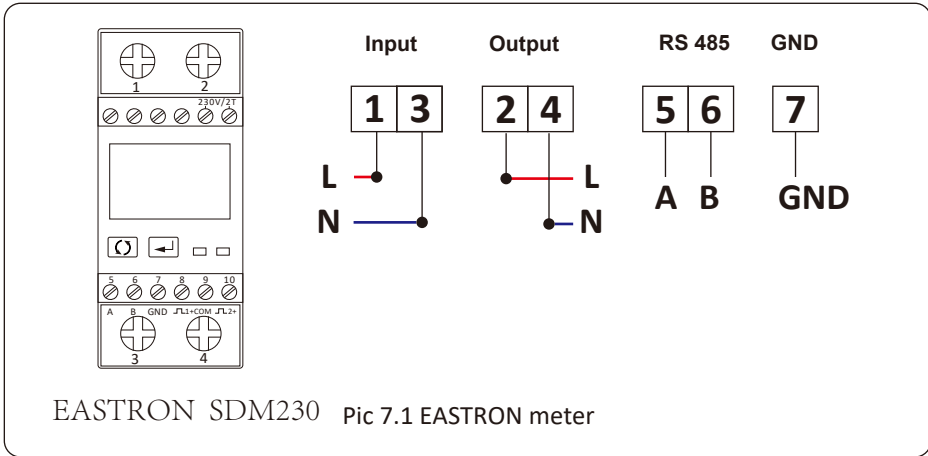 1 2
230V/2T
5 6 7 8 9 10
A B GND 1+COM 2+
3 4
Input Output RS 485 GND
1 3 2 4 5 6 7
L L
N N
A B GND
EASTRON SDM230 Pic 7.1 EASTRON meter